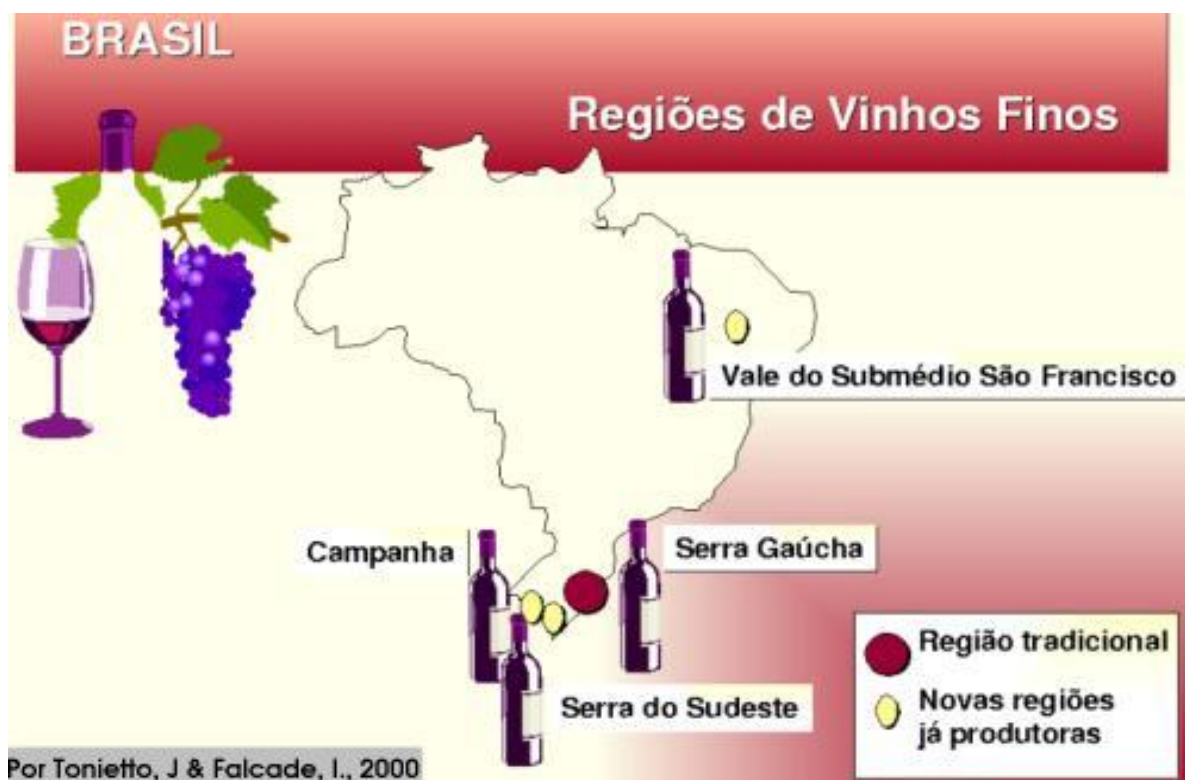 BRASIL
Regiões de Vinhos Finos
Vale do Submédio São Francisco
Campanha
Serra Gaúcha
Serra do Sudeste
Região tradicional
Novas regiões
já produtoras
Por Tonietto, J & Falcade, I., 2000